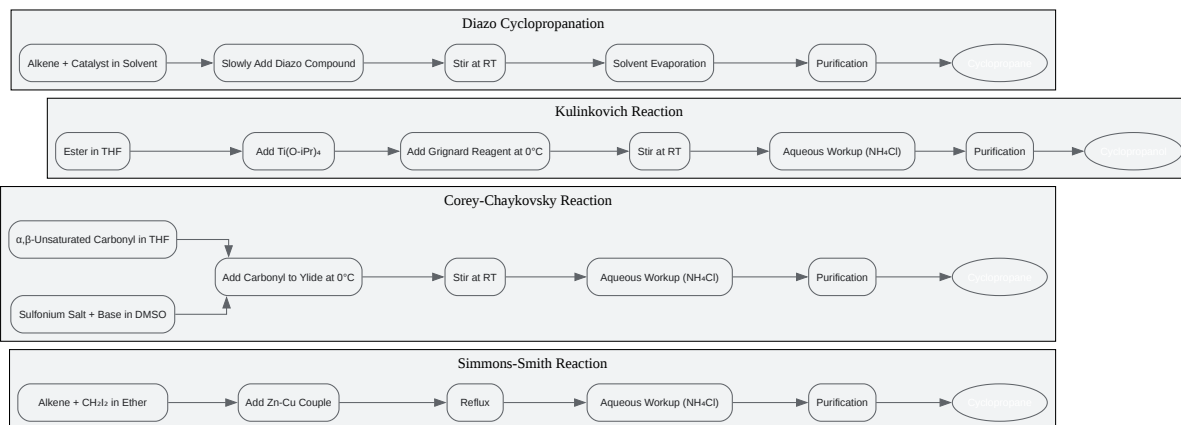 Diazo Cyclopropanation
Alkene + Catalyst in Solvent
Slowly Add Diazo Compound
Stir at RT
Solvent Evaporation
Purification
Cyclopropane
Kulinkovich Reaction
Ester in THF
Add Ti(O-iPr)₄
Add Grignard Reagent at 0°C
Stir at RT
Aqueous Workup (NH₄Cl)
Purification
Cyclopropanol
Corey-Chaykovsky Reaction
α,β-Unsaturated Carbonyl in THF
Sulfonium Salt + Base in DMSO
Add Carbonyl to Ylide at 0°C
Stir at RT
Aqueous Workup (NH₄Cl)
Purification
Cyclopropane
Simmons-Smith Reaction
Alkene + CH₂I₂ in Ether
Add Zn-Cu Couple
Reflux
Aqueous Workup (NH₄Cl)
Purification
Cyclopropane